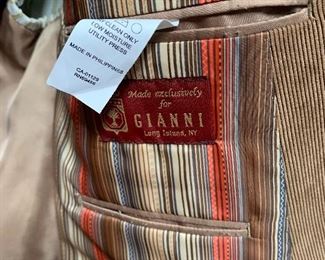 CLEAN ONLY
LOW MOISTURE
UTILITY PRESS
MADE IN PHILIPPINES
CA-01129
Made exclusively
for
GIANNI
Long Island, NY